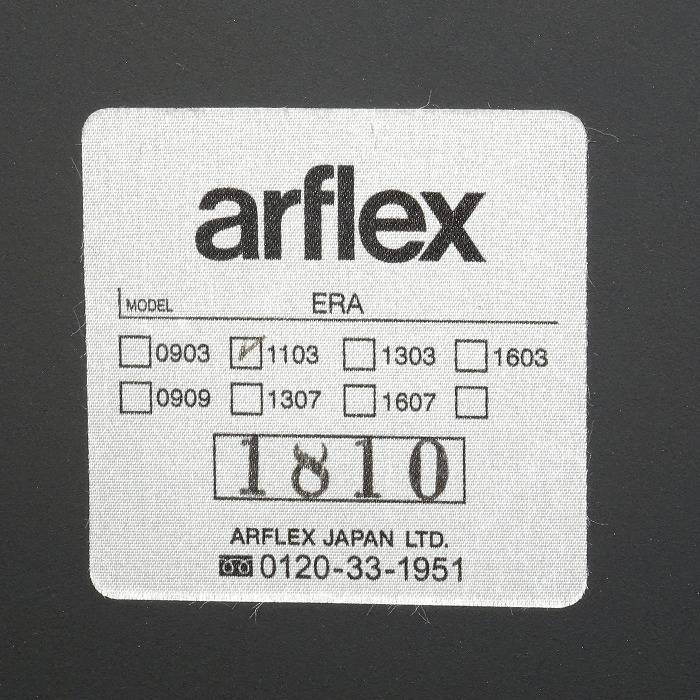 arflex
MODEL ERA
0903 1103 1303 1603
0909 1307 1607
1810
ARFLEX JAPAN LTD.
0120-33-1951